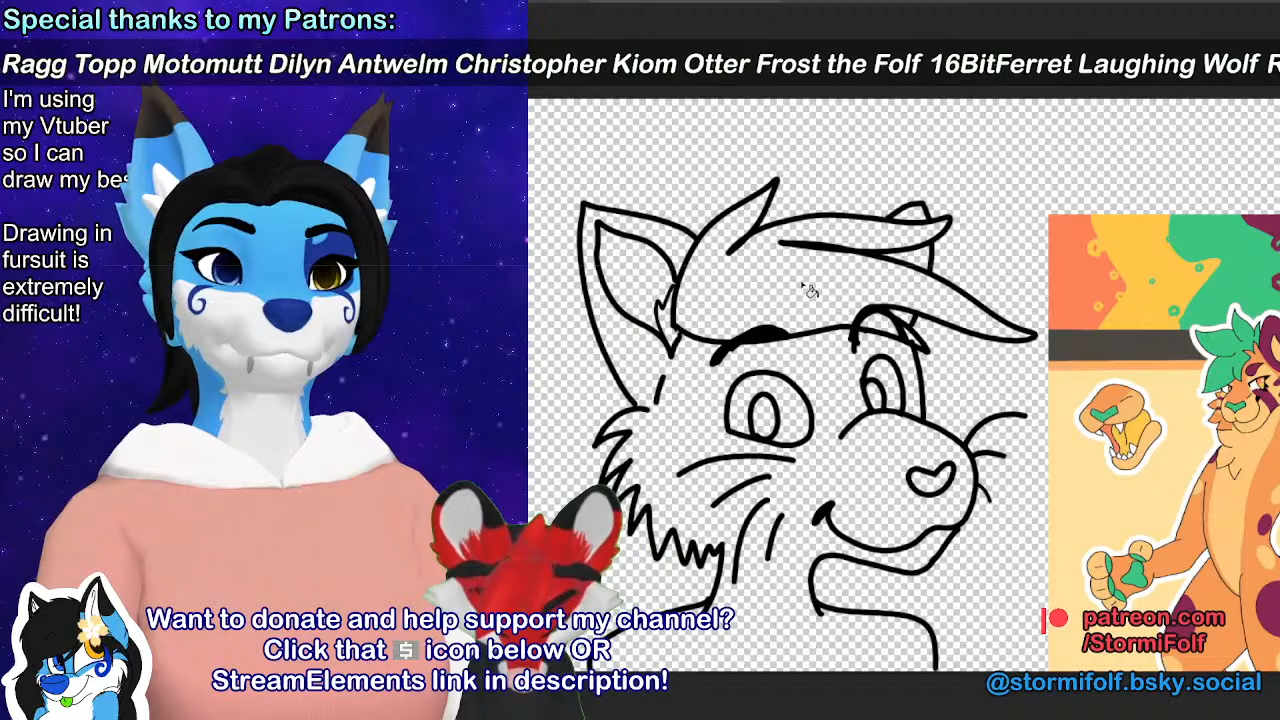 Special thanks to my Patrons:
Ragg Topp Motomutt Dilyn Antwelm Christopher Kiom Otter Frost the Folf 16BitFerret Laughing Wolf R
I'm using
my Vtuber
so I can
draw my bes
Drawing in
fursuit is
extremely
difficult!
Want to donate and help support my channel?
Click that $ icon below OR
StreamElements link in description!
patreon.com
/StormiFolf
@stormifolf.bsky.social